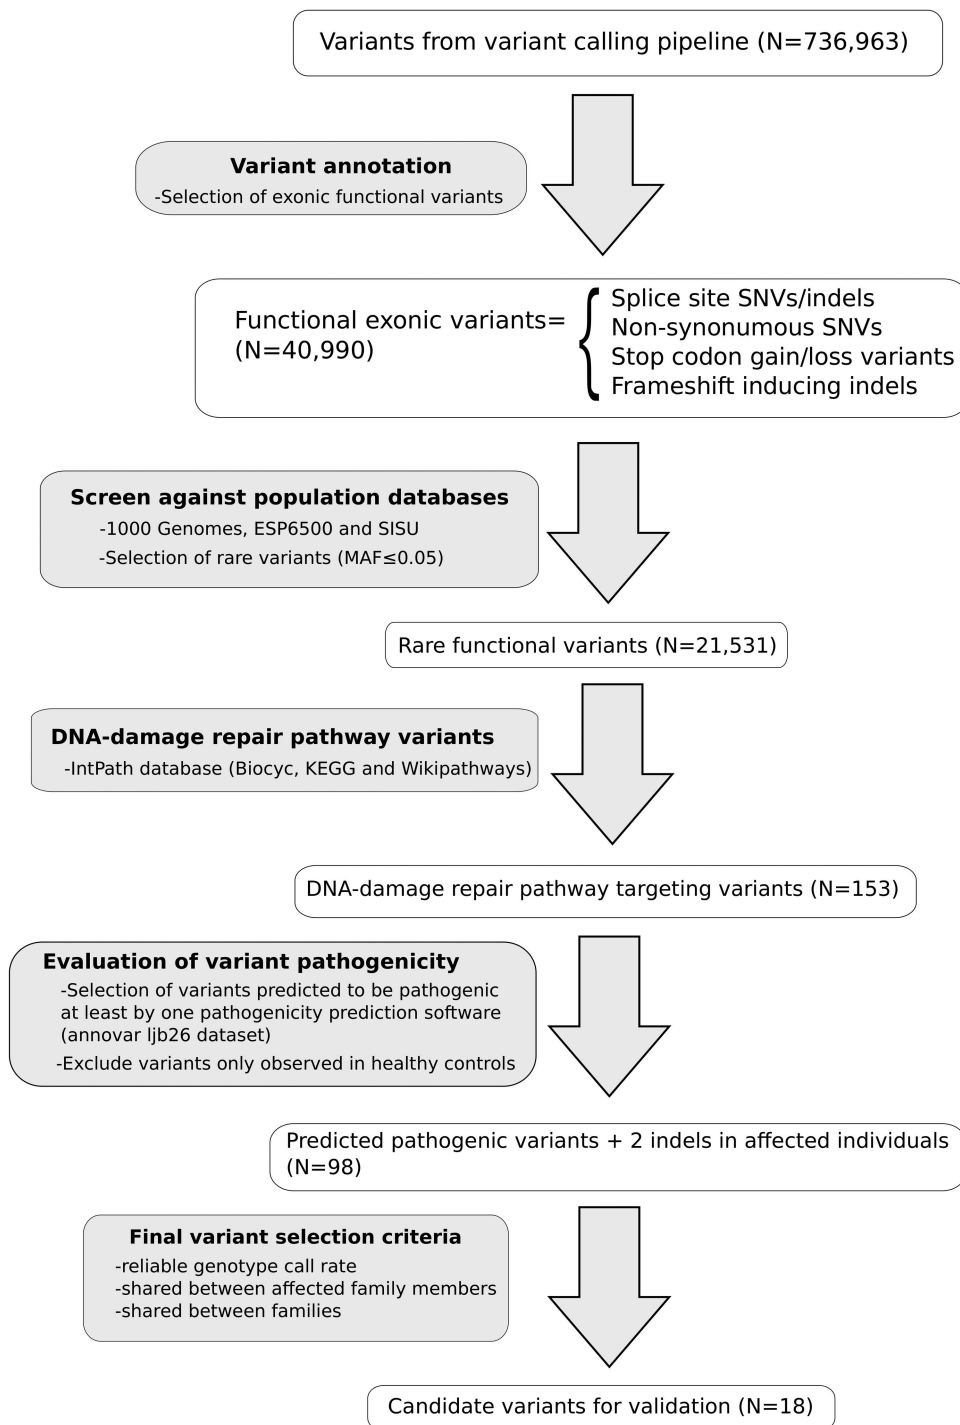 Variants from variant calling pipeline (N=736,963)
Variant annotation
-Selection of exonic functional variants
Functional exonic variants=
(N=40,990)
Splice site SNVs/indels
Non-synonumous SNVs
Stop codon gain/loss variants
Frameshift inducing indels
Screen against population databases
-1000 Genomes, ESP6500 and SISU
-Selection of rare variants (MAF≤0.05)
Rare functional variants (N=21,531)
DNA-damage repair pathway variants
-IntPath database (Biocyc, KEGG and Wikipathways)
DNA-damage repair pathway targeting variants (N=153)
Evaluation of variant pathogenicity
-Selection of variants predicted to be pathogenic
at least by one pathogenicity prediction software
(annovar ljb26 dataset)
-Exclude variants only observed in healthy controls
Predicted pathogenic variants + 2 indels in affected individuals
(N=98)
Final variant selection criteria
-reliable genotype call rate
-shared between affected family members
-shared between families
Candidate variants for validation (N=18)